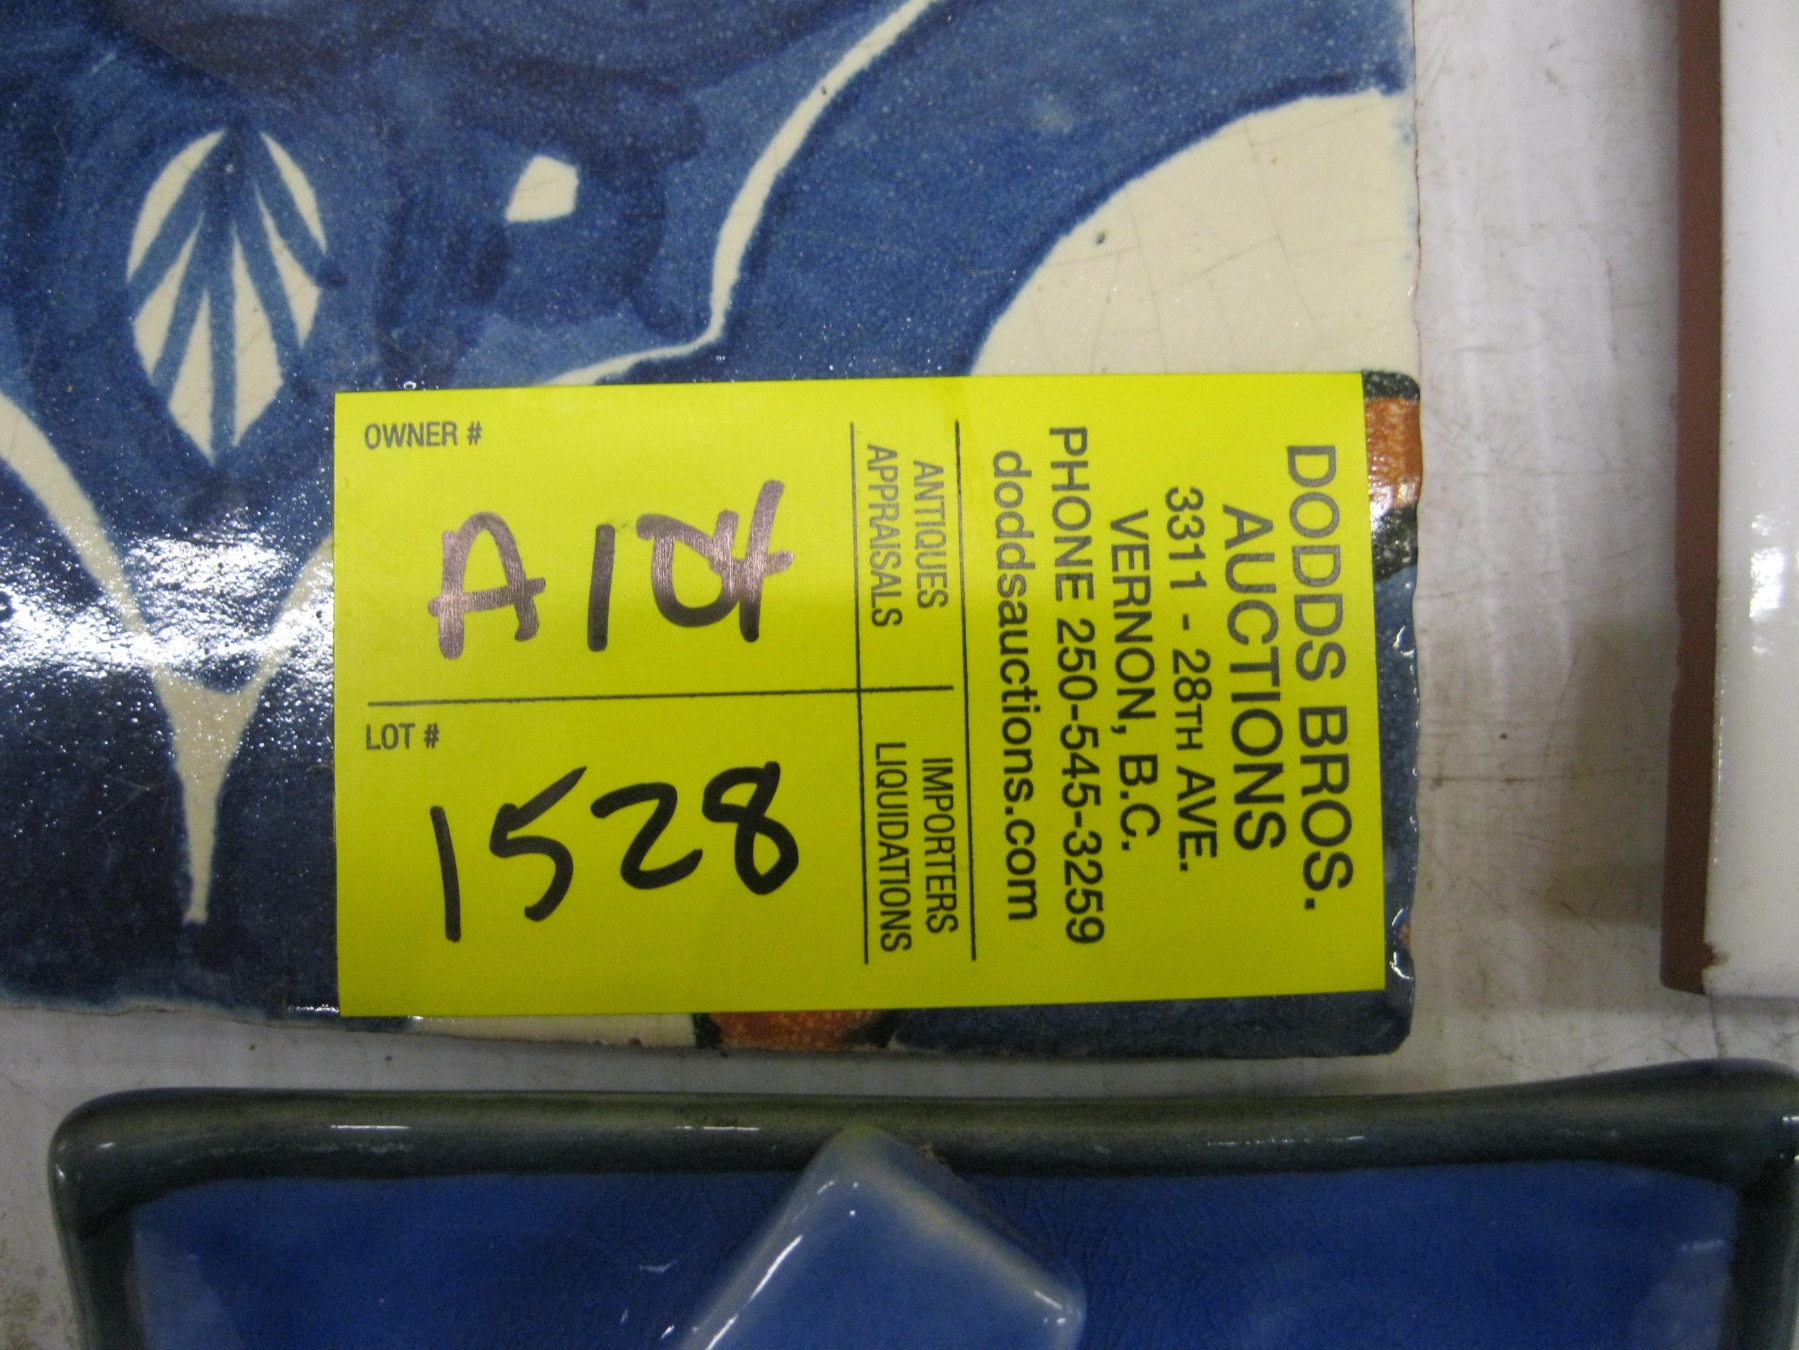 DODDS BROS.
AUCTIONS
3311 - 28TH AVE.
VERNON, B.C.
PHONE 250-545-3259
doddsauctions.com
ANTIQUES
APPRAISALS
IMPORTERS
LIQUIDATIONS
OWNER #
LOT #
1528